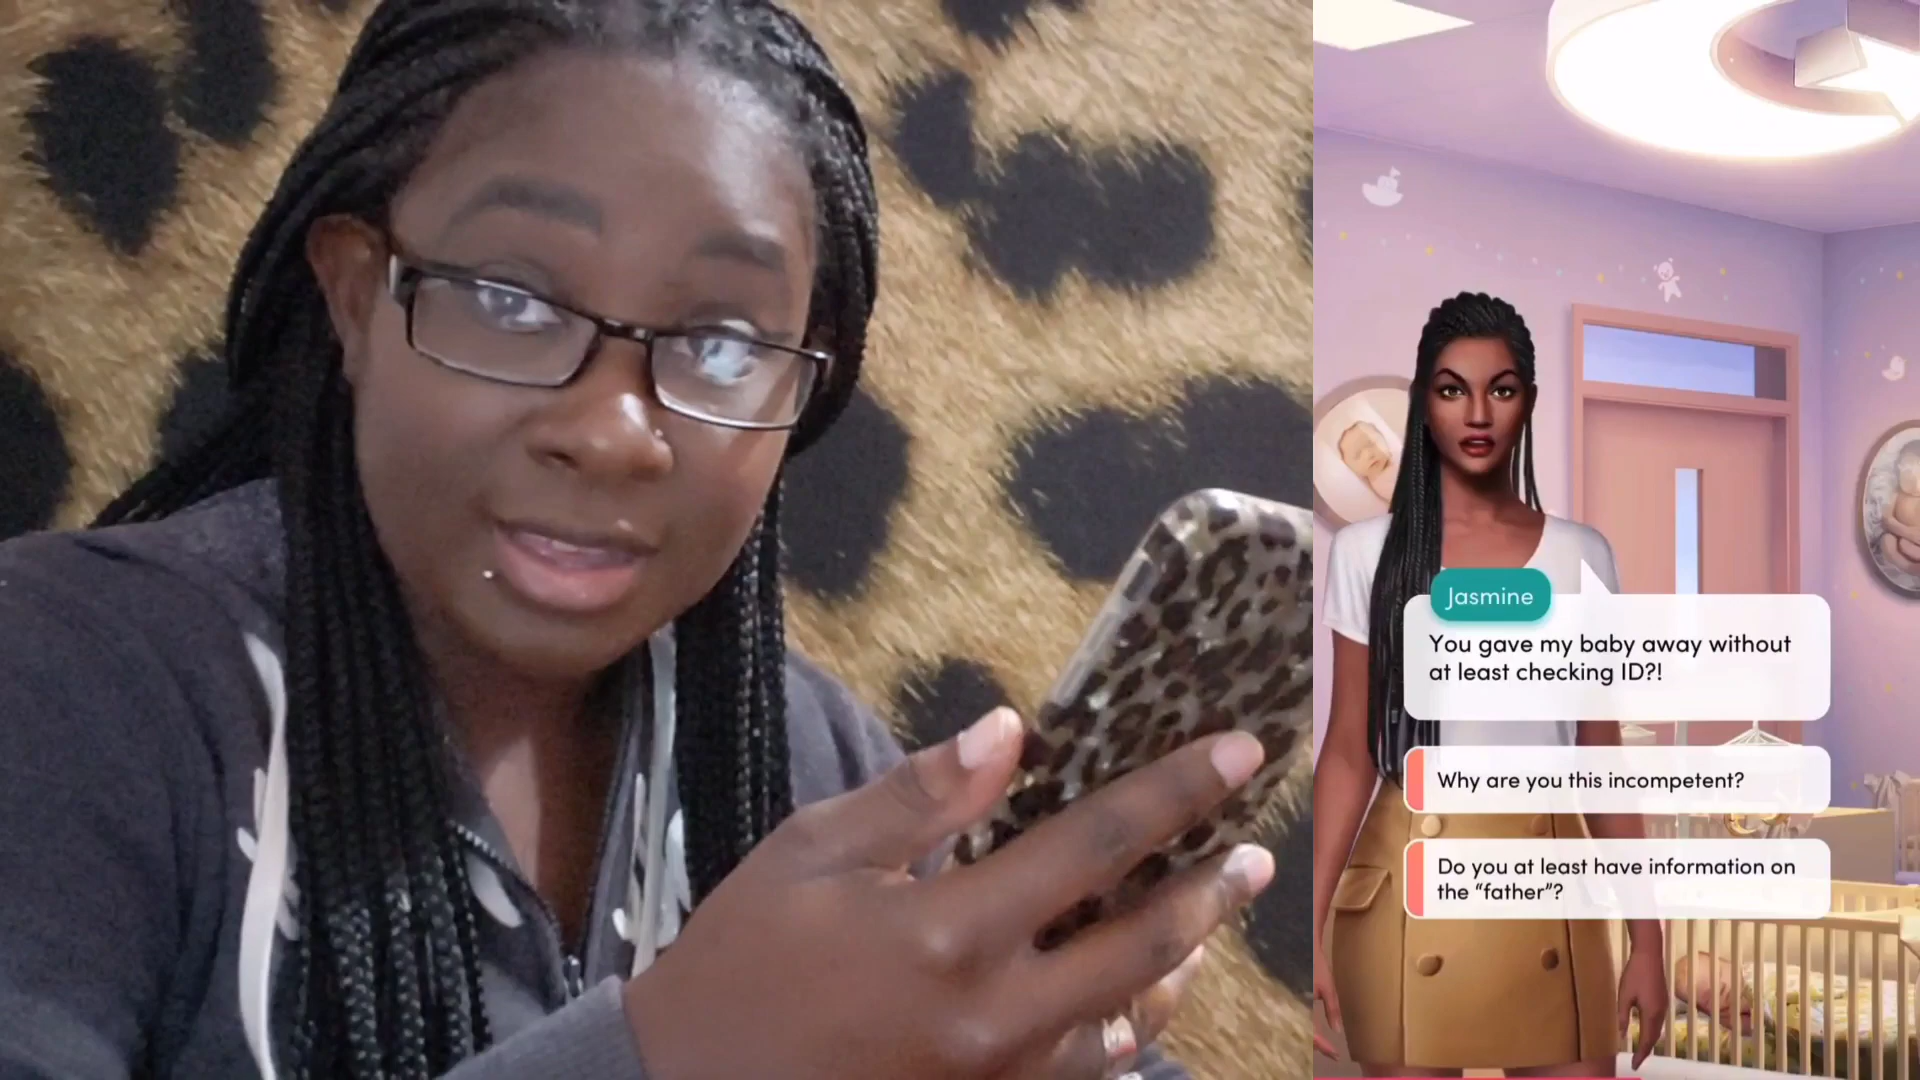 Jasmine
You gave my baby away without
at least checking ID?!
Why are you this incompetent?
Do you at least have information on
the “father”?